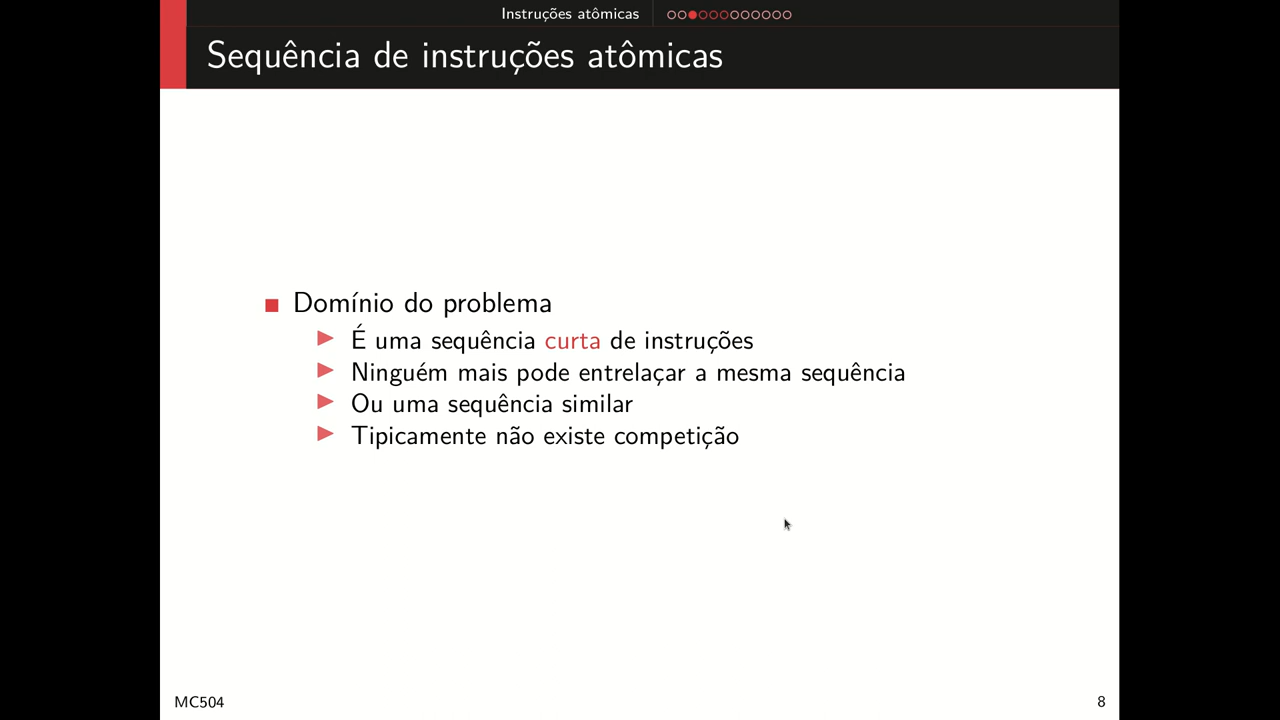 Instruções atômicas
Sequência de instruções atômicas
Domínio do problema
É uma sequência curta de instruções
Ninguém mais pode entrelaçar a mesma sequência
Ou uma sequência similar
Tipicamente não existe competição
MC504
8